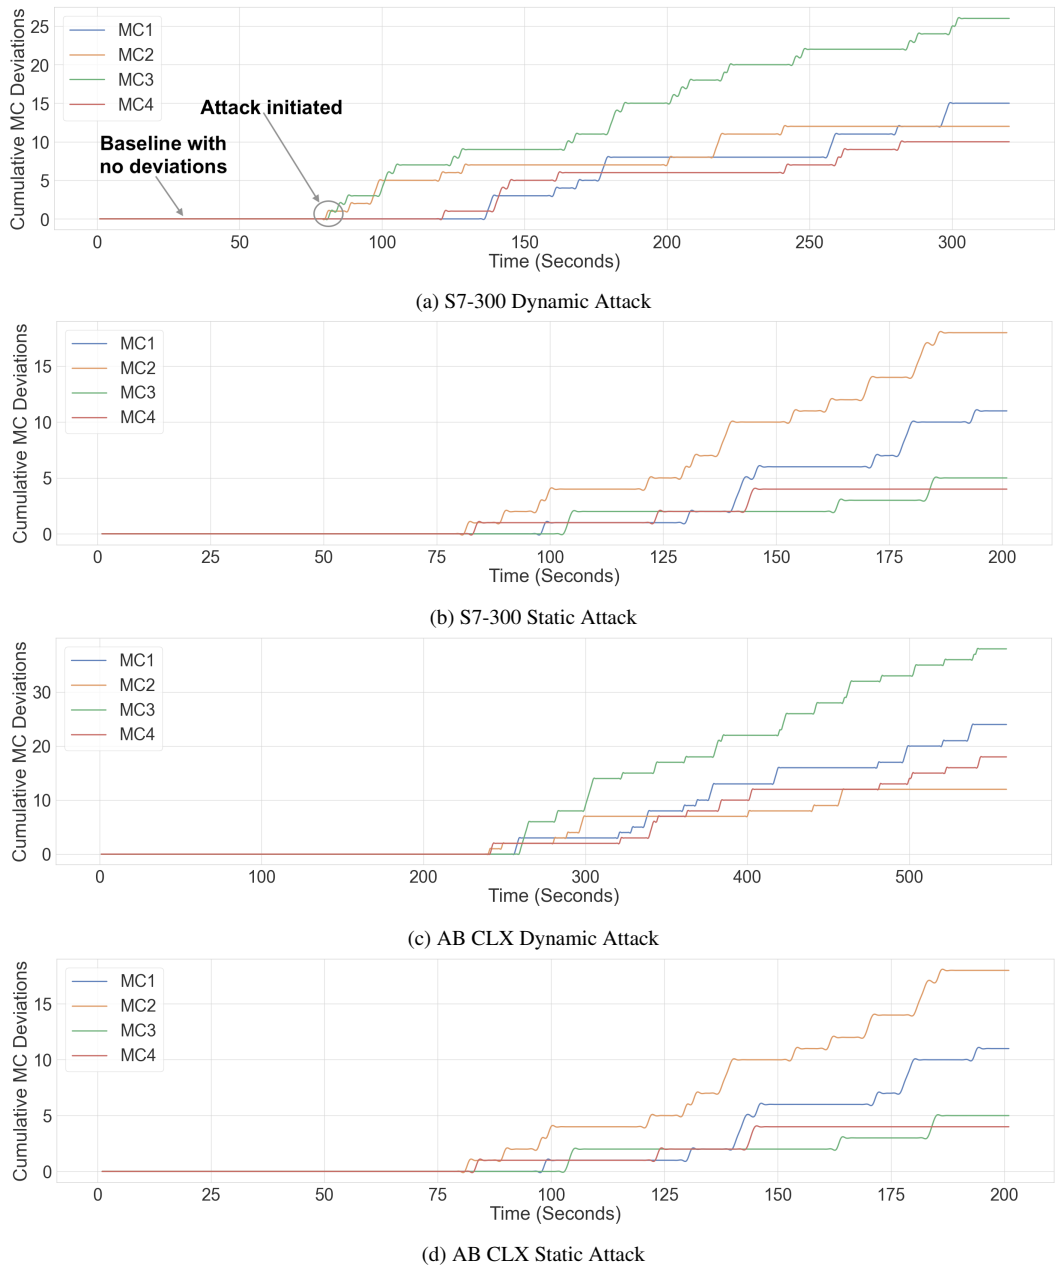 Cumulative MC Deviations
25
20
15
10
5
0
MC1
MC2
MC3
MC4
Attack initiated
Baseline with
no deviations
0 50 100 150 200 250 300
Time (Seconds)
(a) S7-300 Dynamic Attack
Cumulative MC Deviations
15
10
5
0
MC1
MC2
MC3
MC4
0 25 50 75 100 125 150 175 200
Time (Seconds)
(b) S7-300 Static Attack
Cumulative MC Deviations
30
20
10
0
MC1
MC2
MC3
MC4
0 100 200 300 400 500
Time (Seconds)
(c) AB CLX Dynamic Attack
Cumulative MC Deviations
15
10
5
0
MC1
MC2
MC3
MC4
0 25 50 75 100 125 150 175 200
Time (Seconds)
(d) AB CLX Static Attack